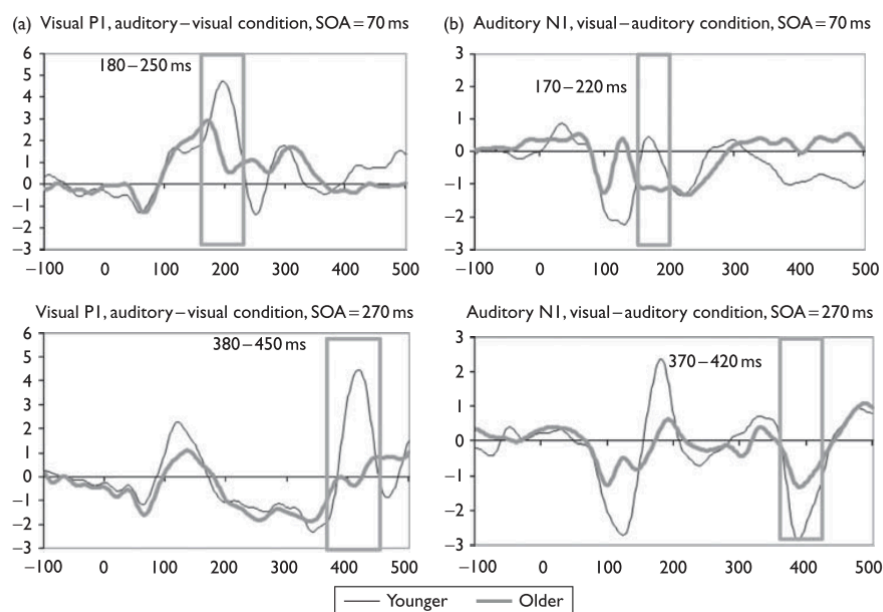 (a) Visual P1, auditory–visual condition, SOA = 70 ms
180–250 ms
6
5
4
3
2
1
0
−1
−2
−3
−100 0 100 200 300 400 500
(b) Auditory N1, visual–auditory condition, SOA = 70 ms
170–220 ms
3
2
1
0
−1
−2
−3
−100 0 100 200 300 400 500
Visual P1, auditory–visual condition, SOA = 270 ms
380–450 ms
6
5
4
3
2
1
0
−1
−2
−3
−100 0 100 200 300 400 500
Auditory N1, visual–auditory condition, SOA = 270 ms
370–420 ms
3
2
1
0
−1
−2
−3
−100 0 100 200 300 400 500
Younger Older